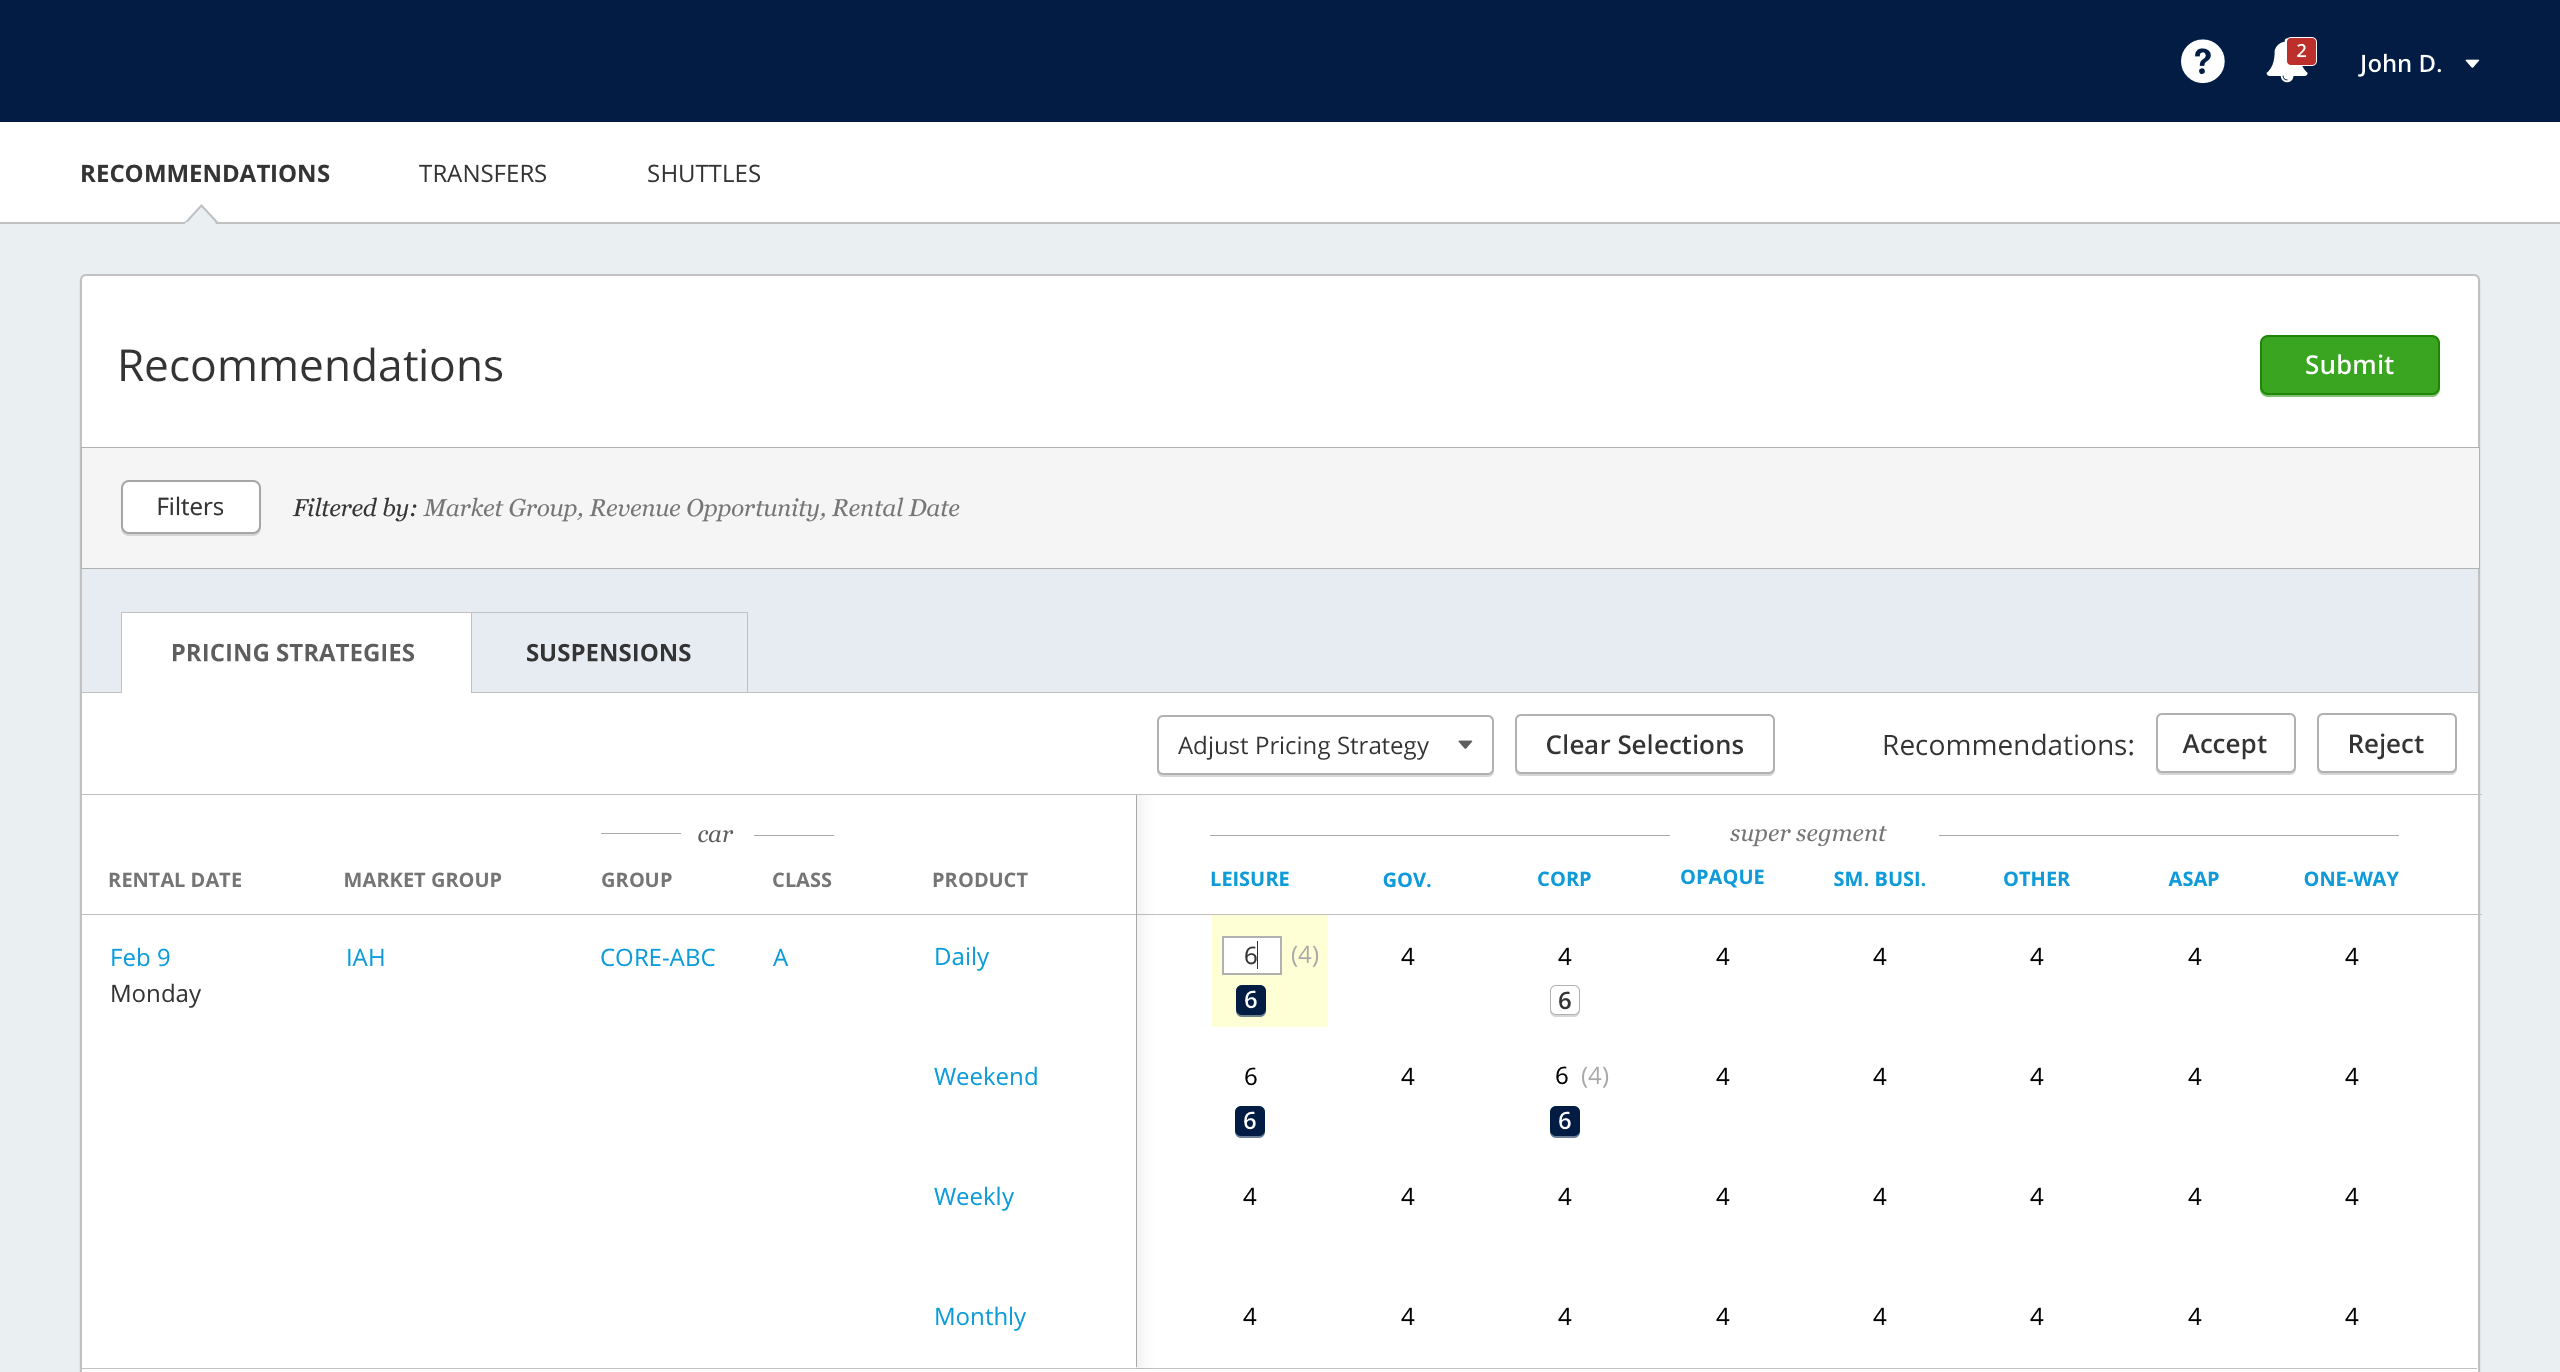 ? 2 John D.
RECOMMENDATIONS TRANSFERS SHUTTLES
Recommendations Submit
Filters Filtered by: Market Group, Revenue Opportunity, Rental Date
PRICING STRATEGIES SUSPENSIONS
Adjust Pricing Strategy Clear Selections Recommendations: Accept Reject
car super segment
RENTAL DATE MARKET GROUP GROUP CLASS PRODUCT LEISURE GOV. CORP OPAQUE SM. BUSI. OTHER ASAP ONE-WAY
Feb 9 IAH CORE-ABC A Daily 6 (4) 4 4 4 4 4 4 4
Monday 6 6
Weekend 6 4 6 (4) 4 4 4 4 4
6 6
Weekly 4 4 4 4 4 4 4 4
Monthly 4 4 4 4 4 4 4 4